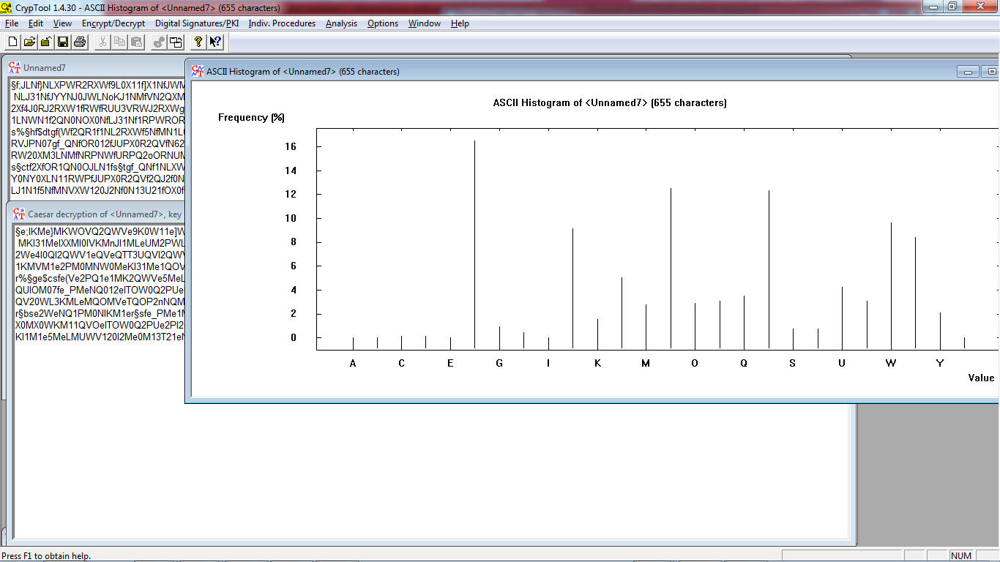 CrypTool 1.4.30 - ASCII Histogram of <Unnamed7> (655 characters)
File Edit View Encrypt/Decrypt Digital Signatures/PKI Indiv. Procedures Analysis Options Window Help
Unnamed7
§f;JLNf}NLXPWR2RXWf9L0X11f]X1NfJWM
NLJ31NfJYYNJ0JWLNoKJ1NMfVN2QXM
2Xf4J0RJ2RXW1fRWfRUU3VRWJ2RXWg
1LNWN1f2QN0NOX0NfLJ31Nf1RPWROR
s%§hf$dtgf(Wf2QR1f1NL2RXWf5NfMN1L
RVJPN07gf_QNfOR012fJUPX0R2QVfN62
RW20XM3LNMfNRPNWfURPQ2oORNUM
s§ctf2XfOR1QN0OJLN1fs§tgf_QNf1NLXW
Y0NY0XLN11RWPfJUPX0R2QVf2QJ2f0N
LJ1N1f5NfMNVXW120J2Nf0N13U21fOX0f
Caesar decryption of <Unnamed7>, key
§e;IKMe}MKWOVQ2QWVe9K0W11e]W
MKI31MeIXXMI0IVKMnJI1MLeUM2PWL
2We4I0QI2QWV1eQVeQTT3UQVI2QWV
1KMVM1e2PM0MNW0MeKI31Me1QOV
r%§ge$csfe(Ve2PQ1e1MK2QWVe5MeL
QUIOM07fe_PMeNQ012eITOW0Q2PUe
QV20WL3KMLeMQOMVeTQOP2nNQM
r§bse2WeNQ1PM0NIKM1er§sfe_PMe1M
X0MX0WKM11QVOeITOW0Q2PUe2PI2
KI1M1e5MeLMUWV120I2Me0M13T21eN
ASCII Histogram of <Unnamed7> (655 characters)
ASCII Histogram of <Unnamed7> (655 characters)
Frequency (%)
16
14
12
10
8
6
4
2
0
A C E G I K M O Q S U W Y
Value
Press F1 to obtain help.
NUM